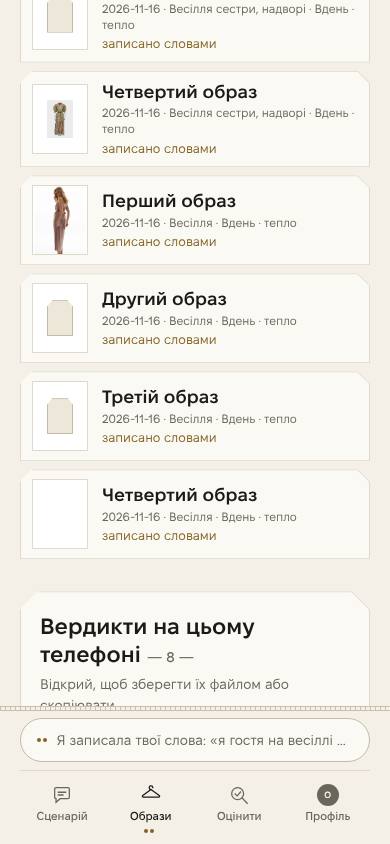 2026-11-16 · Весілля сестри, надворі · Вдень ·
тепло
записано словами
Четвертий образ
2026-11-16 · Весілля сестри, надворі · Вдень ·
тепло
записано словами
Перший образ
2026-11-16 · Весілля · Вдень · тепло
записано словами
Другий образ
2026-11-16 · Весілля · Вдень · тепло
записано словами
Третій образ
2026-11-16 · Весілля · Вдень · тепло
записано словами
Четвертий образ
2026-11-16 · Весілля · Вдень · тепло
записано словами
Вердикти на цьому
телефоні — 8 —
Відкрий, щоб зберегти їх файлом або
скопіювати
Я записала твої слова: «я гостя на весіллі ...
Сценарій
Образи
Оцінити
О
Профіль